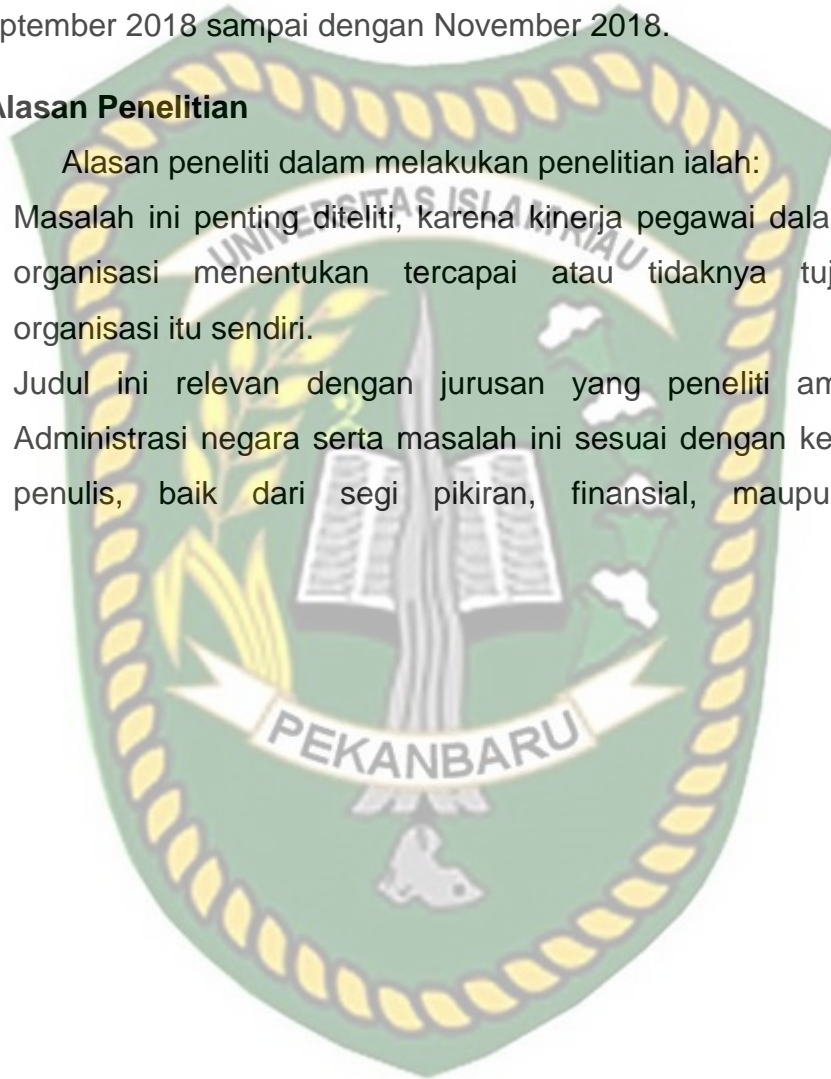 ptember 2018 sampai dengan November 2018.
Alasan Penelitian
Alasan peneliti dalam melakukan penelitian ialah:
Masalah ini penting diteliti, karena kinerja pegawai dala
organisasi menentukan tercapai atau tidaknya tuj
organisasi itu sendiri.
Judul ini relevan dengan jurusan yang peneliti am
Administrasi negara serta masalah ini sesuai dengan ke
penulis, baik dari segi pikiran, finansial, maupu
UNIVERSITAS ISLAM RIAU
PEKANBARU